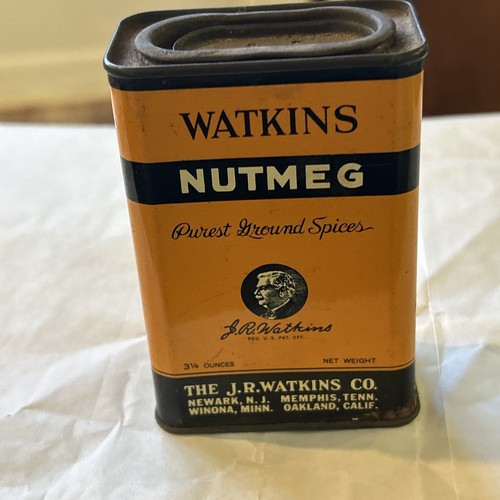 WATKINS
NUTMEG
Purest Ground Spices
J.R.Watkins
REG. U.S. PAT. OFF.
3¼ OUNCES NET WEIGHT
THE J.R.WATKINS CO.
NEWARK, N. J. MEMPHIS, TENN.
WINONA, MINN. OAKLAND, CALIF.